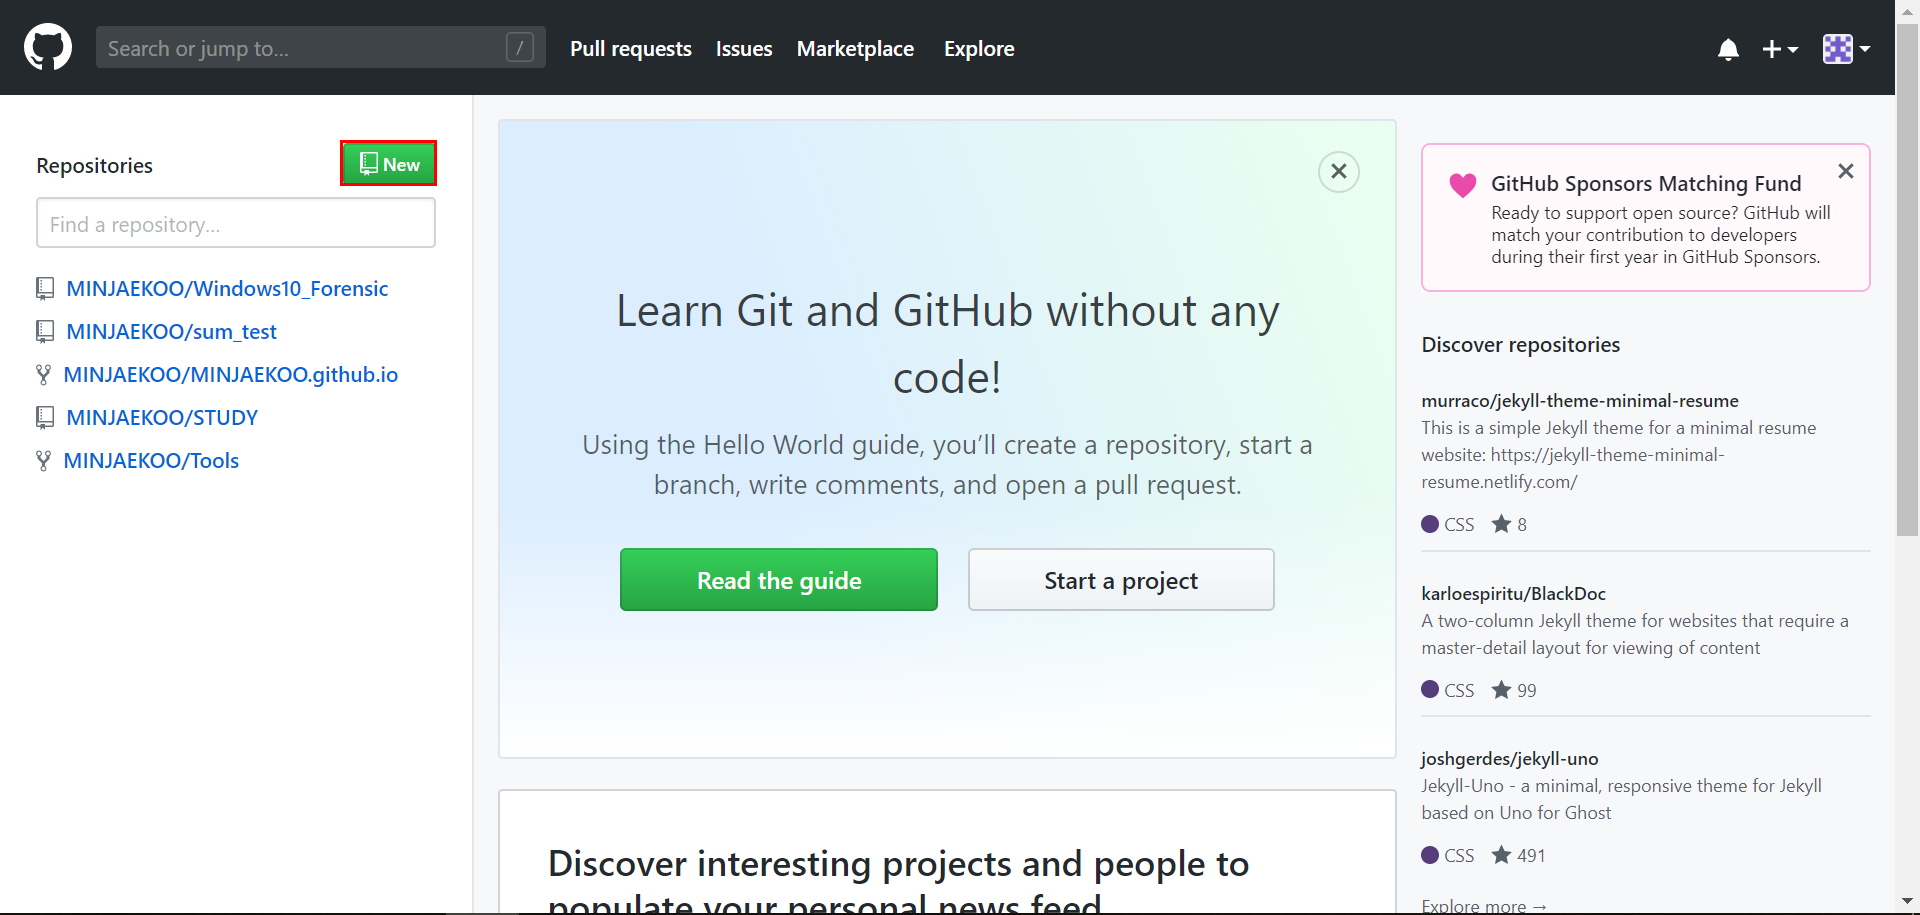 Search or jump to...
/
Pull requests
Issues
Marketplace
Explore
Repositories
New
Find a repository...
MINJAEKOO/Windows10_Forensic
MINJAEKOO/sum_test
MINJAEKOO/MINJAEKOO.github.io
MINJAEKOO/STUDY
MINJAEKOO/Tools
Learn Git and GitHub without any
code!
Using the Hello World guide, you’ll create a repository, start a
branch, write comments, and open a pull request.
Read the guide
Start a project
Discover interesting projects and people to
populate your personal news feed
GitHub Sponsors Matching Fund
Ready to support open source? GitHub will
match your contribution to developers
during their first year in GitHub Sponsors.
Discover repositories
murraco/jekyll-theme-minimal-resume
This is a simple Jekyll theme for a minimal resume
website: https://jekyll-theme-minimal-
resume.netlify.com/
CSS
8
karloespiritu/BlackDoc
A two-column Jekyll theme for websites that require a
master-detail layout for viewing of content
CSS
99
joshgerdes/jekyll-uno
Jekyll-Uno - a minimal, responsive theme for Jekyll
based on Uno for Ghost
CSS
491
Explore more →